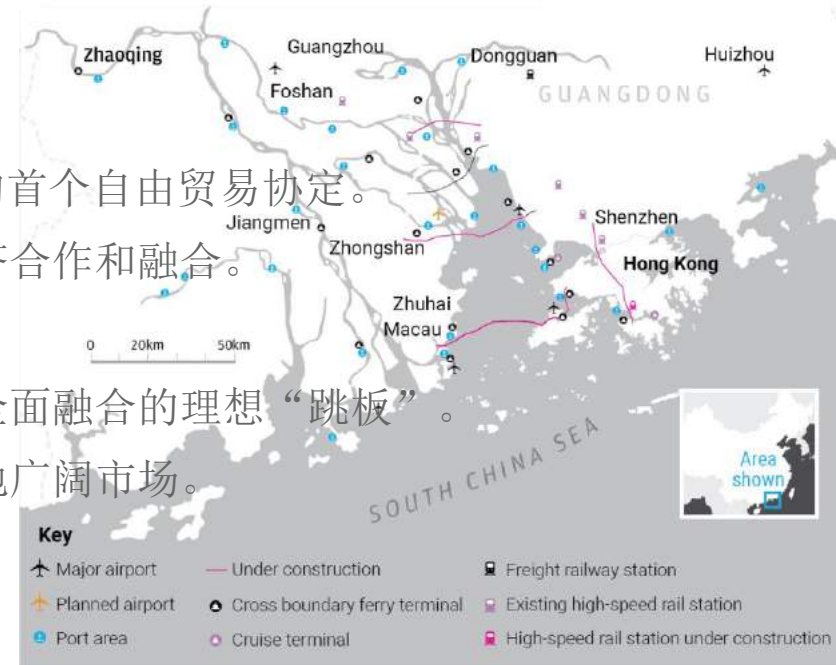 Zhaoqing
Guangzhou
Dongguan
Huizhou
Foshan
GUANGDONG
首个自由贸易协定。
Jiangmen
Shenzhen
Zhongshan
合作和融合。
Hong Kong
Zhuhai
Macau
0 20km 50km
全面融合的理想“跳板”。
广阔市场。
SOUTH CHINA SEA
Area
shown
Key
Major airport
Under construction
Freight railway station
Planned airport
Cross boundary ferry terminal
Existing high-speed rail station
Port area
Cruise terminal
High-speed rail station under construction